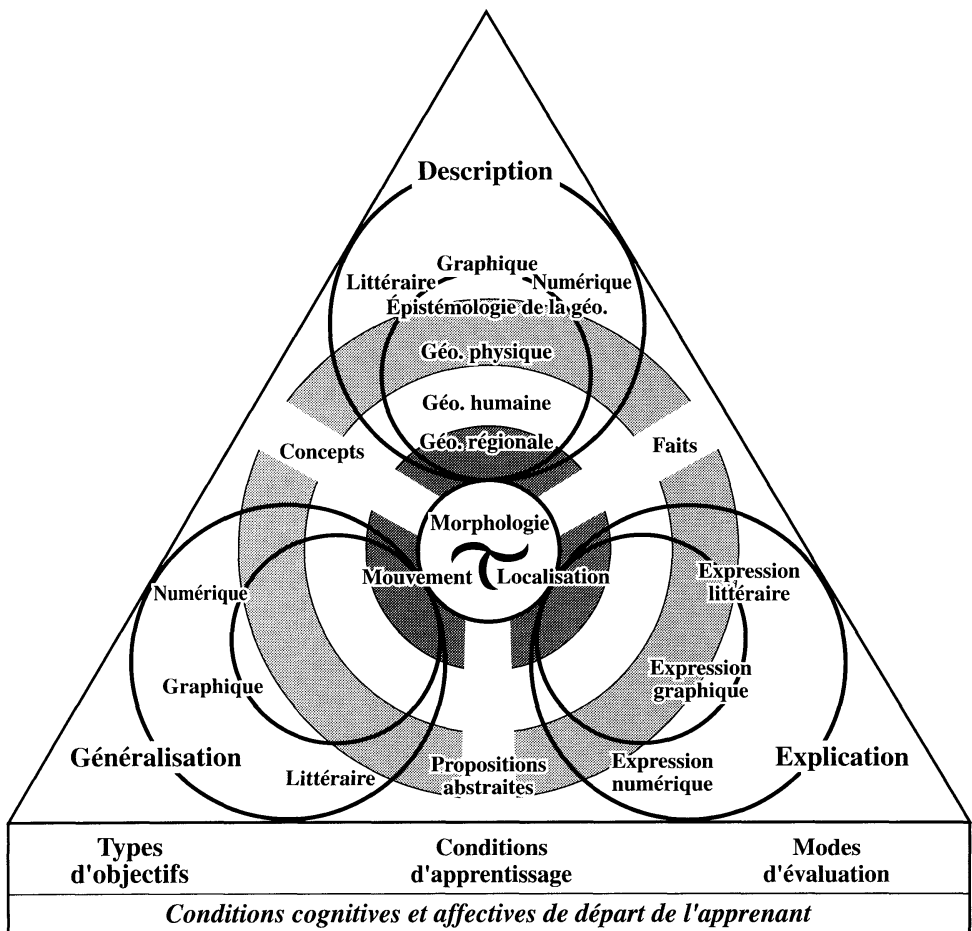 Description
Graphique
Littéraire Numérique
Épistémologie de la géo.
Géo. physique
Géo. humaine
Géo. régionale
Concepts
Faits
Morphologie
Mouvement Localisation
Numérique
Expression
littéraire
Graphique
Expression
graphique
Généralisation
Littéraire
Propositions
abstraites
Expression
numérique
Explication
Types
d'objectifs
Conditions
d'apprentissage
Modes
d'évaluation
Conditions cognitives et affectives de départ de l'apprenant